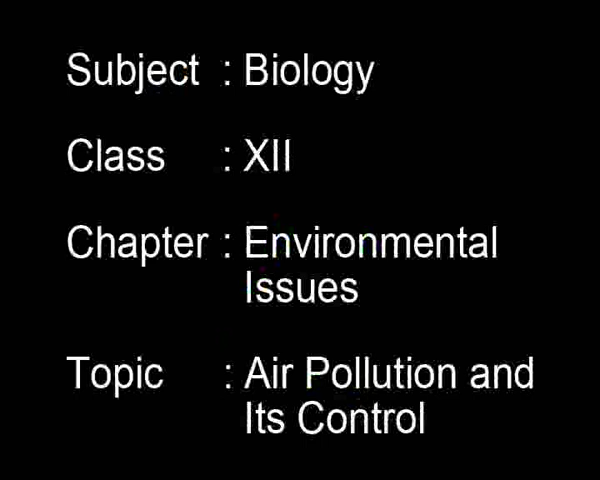 Subject : Biology
Class : XII
Chapter : Environmental
Issues
Topic : Air Pollution and
Its Control